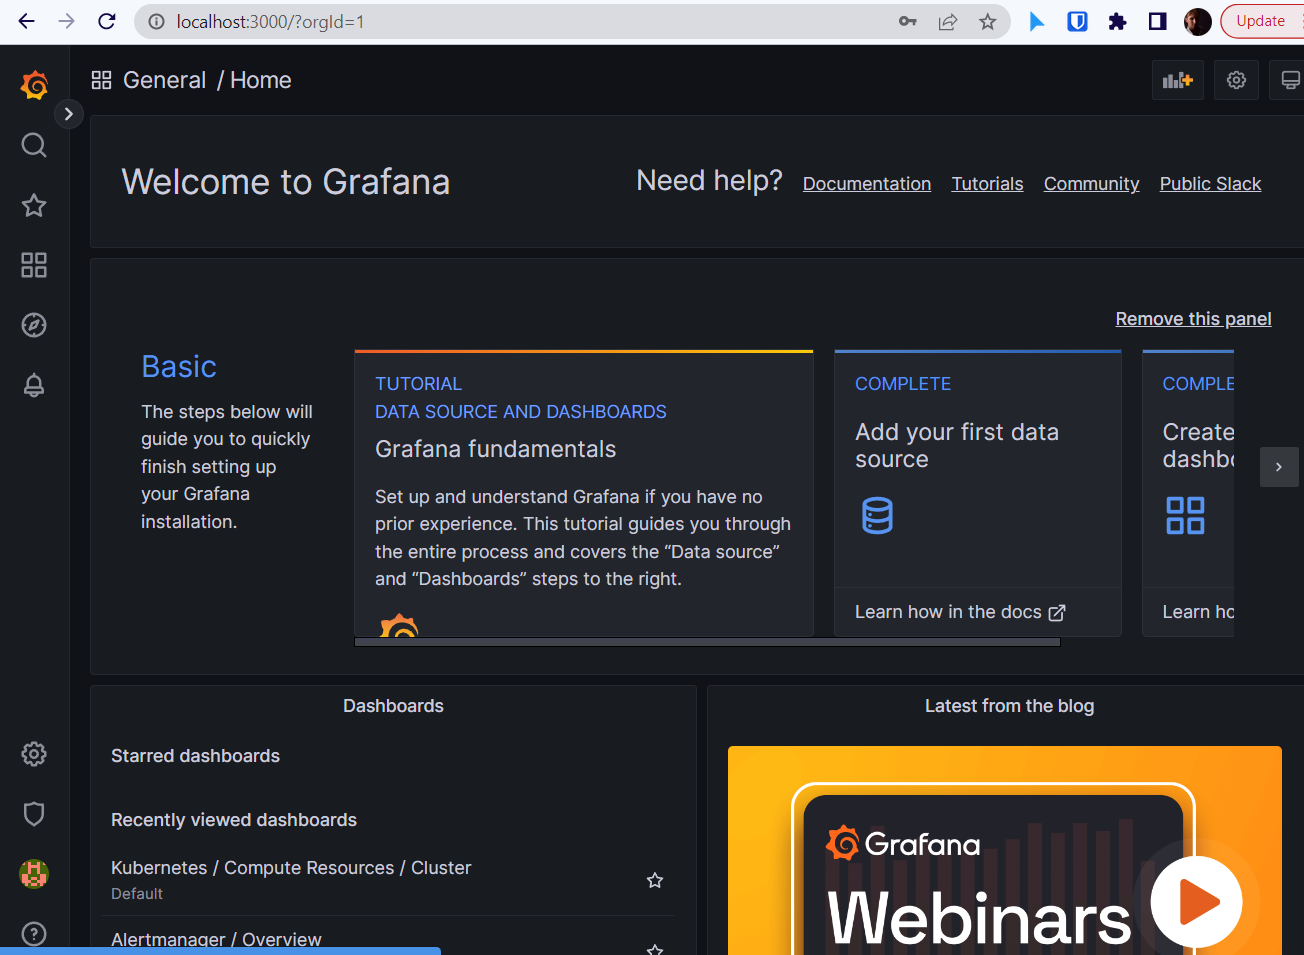 localhost:3000/?orgId=1
Update
General / Home
Welcome to Grafana
Need help? Documentation Tutorials Community Public Slack
Remove this panel
Basic
The steps below will
guide you to quickly
finish setting up
your Grafana
installation.
TUTORIAL
DATA SOURCE AND DASHBOARDS
Grafana fundamentals
Set up and understand Grafana if you have no
prior experience. This tutorial guides you through
the entire process and covers the “Data source”
and “Dashboards” steps to the right.
COMPLETE
Add your first data
source
Learn how in the docs
COMPLE
Create
dashbo
Learn ho
Dashboards
Starred dashboards
Recently viewed dashboards
Kubernetes / Compute Resources / Cluster
Default
Alertmanager / Overview
Latest from the blog
Grafana
Webinars